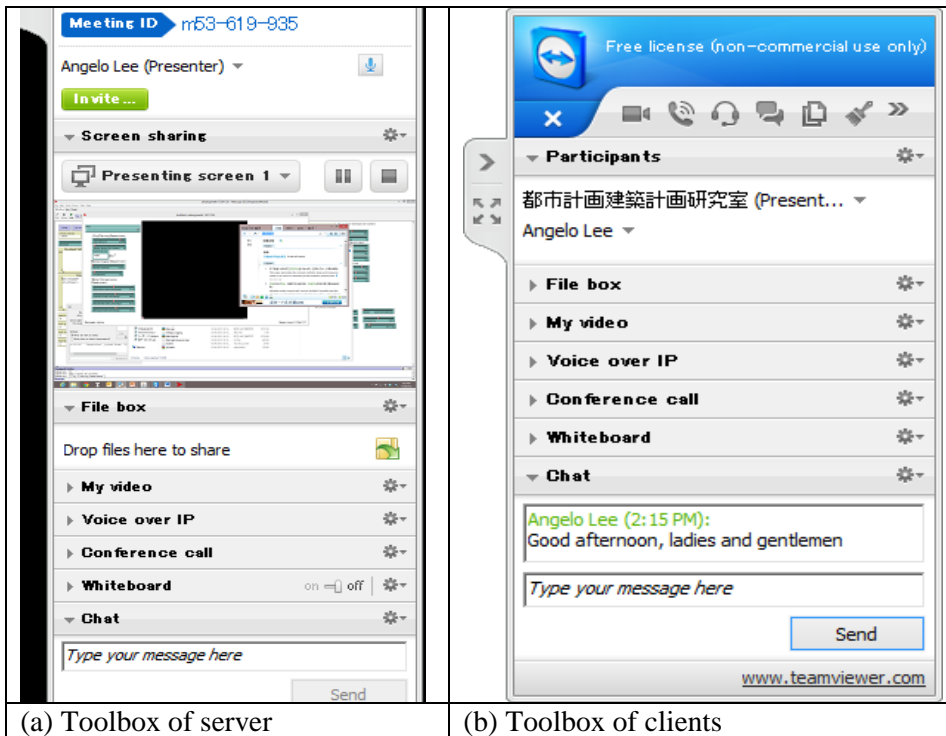 Meeting ID m53-619-935
Angelo Lee (Presenter)
Invite...
Screen sharing
Presenting screen 1
File box
Drop files here to share
My video
Voice over IP
Conference call
Whiteboard on off
Chat
Type your message here
Send
(a) Toolbox of server
Free license (non-commercial use only)
Participants
都市計画建築計画研究室 (Present...
Angelo Lee
File box
My video
Voice over IP
Conference call
Whiteboard
Chat
Angelo Lee (2:15 PM):
Good afternoon, ladies and gentlemen
Type your message here
Send
www.teamviewer.com
(b) Toolbox of clients